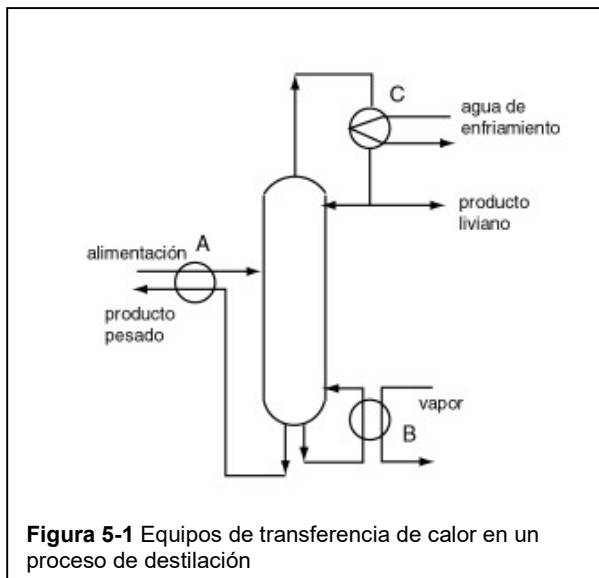 C
agua de
enfriamiento
producto
liviano
A
alimentación
producto
pesado
vapor
B
Figura 5-1 Equipos de transferencia de calor en un
proceso de destilación